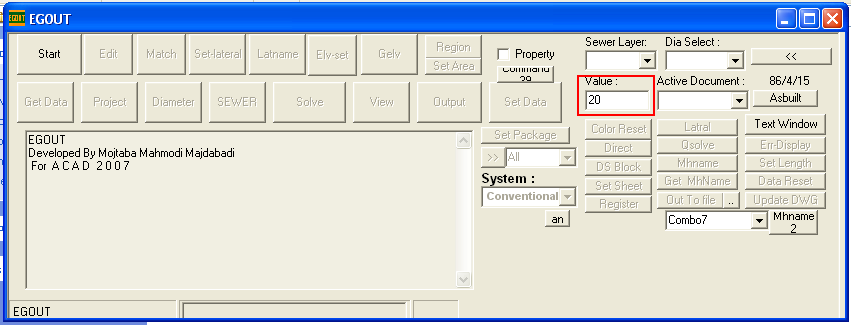 EGOUT
Start
Edit
Match
Set-lateral
Latname
Elv-set
Gelv
Region
Set Area
Property
Command
29
Sewer Layer:
Dia Select :
<<
Get Data
Project
Diameter
SEWER
Solve
View
Output
Set Data
Value :
20
Active Document :
86/4/15
Asbuilt
EGOUT
Developed By Mojtaba Mahmodi Majdabadi
For A C A D 2 0 0 7
Set Package
>>
All
System :
Conventional
an
Color Reset
Direct
DS Block
Set Sheet
Register
Latral
Qsolve
Mhname
Get MhName
Out To file
..
Combo7
Text Window
Err-Display
Set Length
Data Reset
Update DWG
Mhname
2
EGOUT